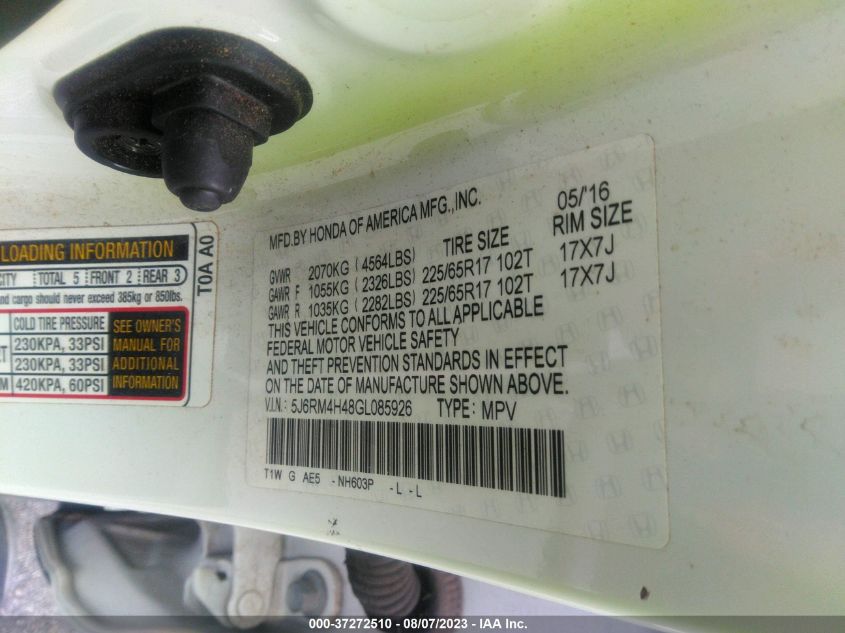 LOADING INFORMATION
CITY TOTAL 5 FRONT 2 REAR 3
and cargo should never exceed 385kg or 850lbs.
COLD TIRE PRESSURE
230KPA, 33PSI
230KPA, 33PSI
420KPA, 60PSI
SEE OWNER'S
MANUAL FOR
ADDITIONAL
INFORMATION
T0A A0
MFD.BY HONDA OF AMERICA MFG.,INC. 05/'16
TIRE SIZE RIM SIZE
GVWR 2070KG (4564LBS)
GAWR F 1055KG (2326LBS) 225/65R17 102T 17X7J
GAWR R 1035KG (2282LBS) 225/65R17 102T 17X7J
THIS VEHICLE CONFORMS TO ALL APPLICABLE
FEDERAL MOTOR VEHICLE SAFETY
AND THEFT PREVENTION STANDARDS IN EFFECT
ON THE DATE OF MANUFACTURE SHOWN ABOVE.
V.I.N.: 5J6RM4H48GL085926 TYPE: MPV
T1W G AE5 -NH603P -L -L
000-37272510 - 08/07/2023 - IAA Inc.